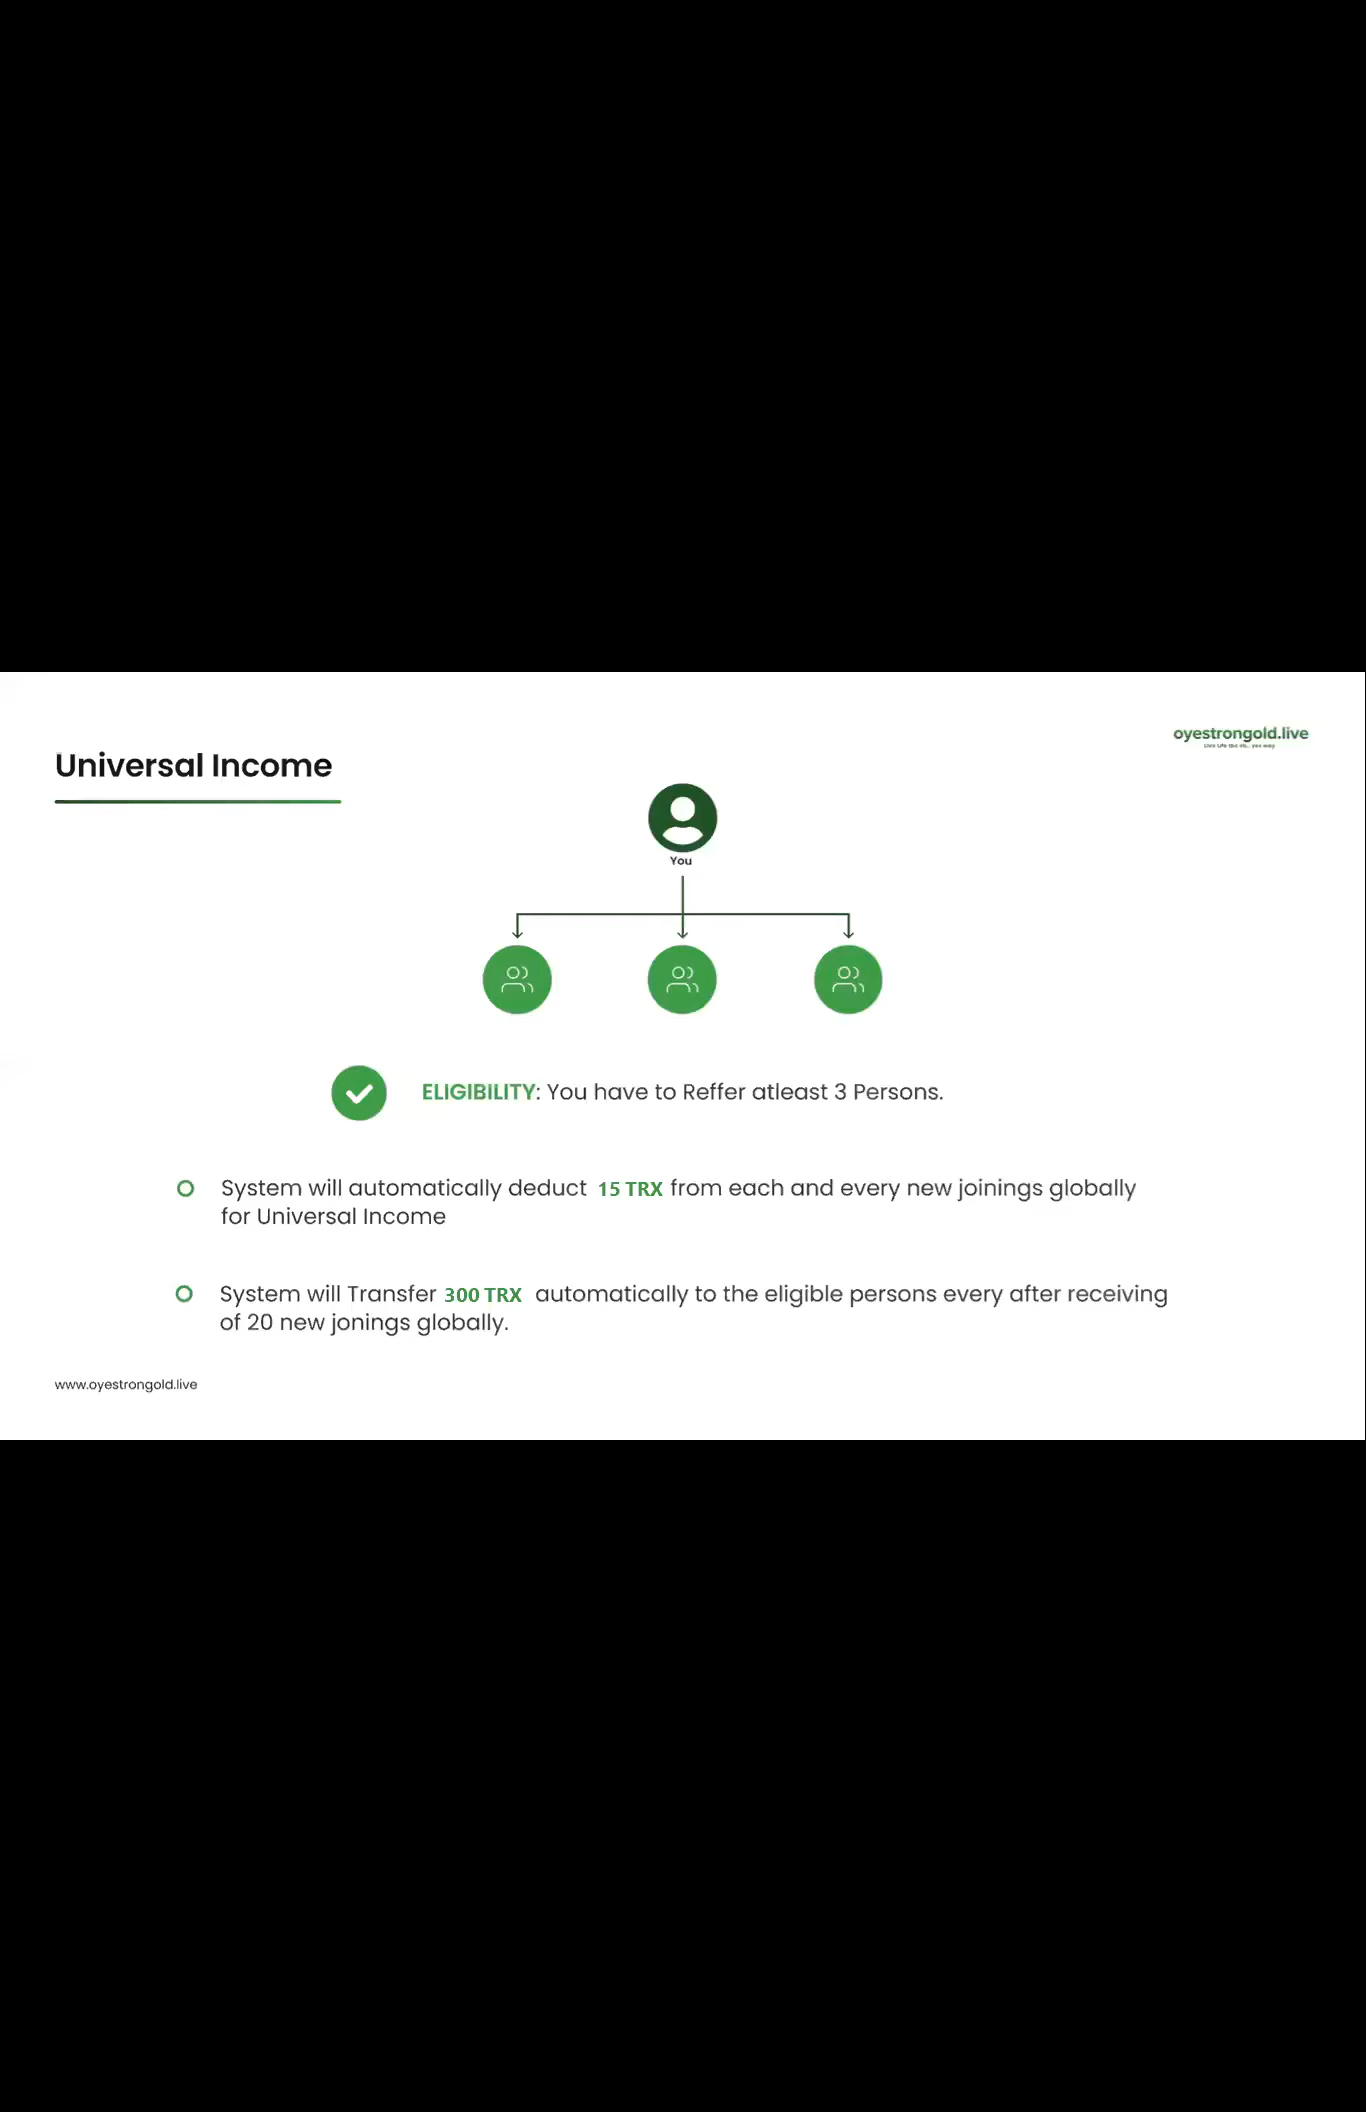 oyestrongold.live
Universal Income
You
ELIGIBILITY: You have to Reffer atleast 3 Persons.
System will automatically deduct 15 TRX from each and every new joinings globally
for Universal Income
System will Transfer 300 TRX automatically to the eligible persons every after receiving
of 20 new jonings globally.
www.oyestrongold.live